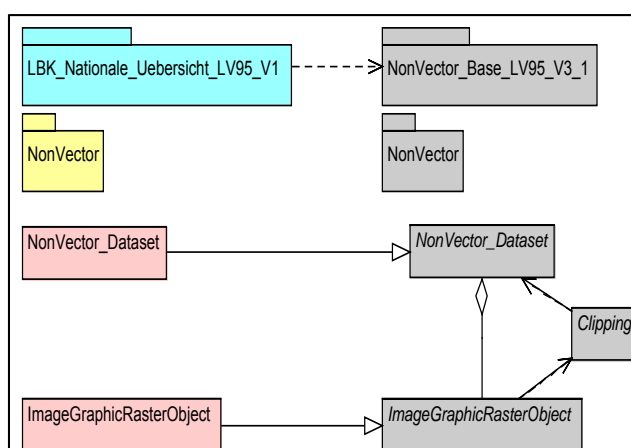 LBK_Nationale_Uebersicht_LV95_V1
NonVector_Base_LV95_V3_1
NonVector
NonVector
NonVector_Dataset
NonVector_Dataset
Clipping
ImageGraphicRasterObject
ImageGraphicRasterObject